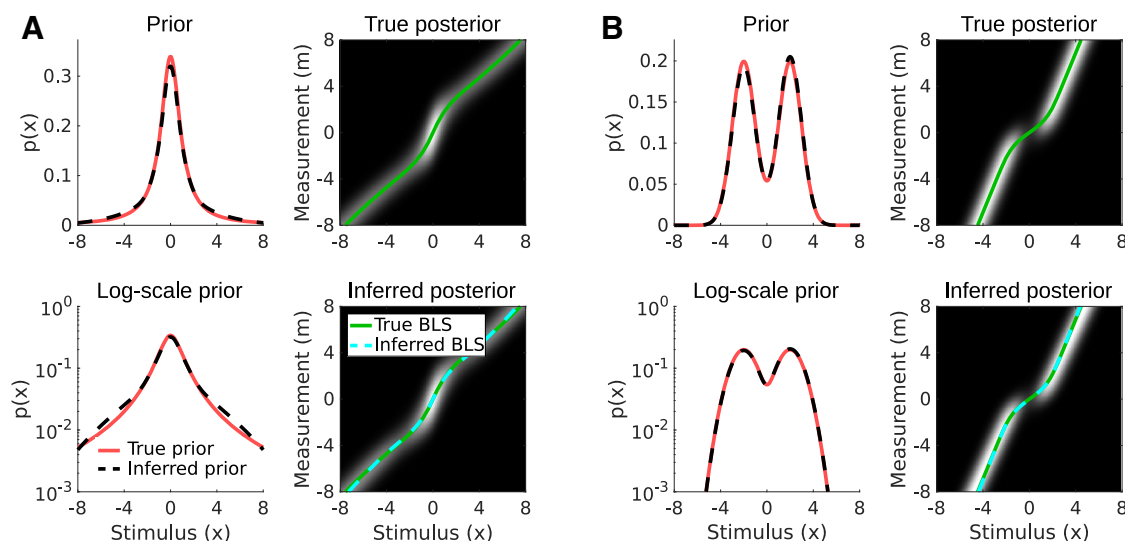 A
Prior
p(x)
0.3
0.2
0.1
0
-8 -4 0 4 8
True posterior
Measurement (m)
8
4
0
-4
-8
-8 -4 0 4 8
B
Prior
p(x)
0.2
0.15
0.1
0.05
0
-8 -4 0 4 8
True posterior
Measurement (m)
8
4
0
-4
-8
-8 -4 0 4 8
Log-scale prior
p(x)
10^0
10^-1
10^-2
10^-3
True prior
Inferred prior
-8 -4 0 4 8
Stimulus (x)
Inferred posterior
Measurement (m)
8
4
0
-4
-8
True BLS
Inferred BLS
-8 -4 0 4 8
Stimulus (x)
Log-scale prior
p(x)
10^0
10^-1
10^-2
10^-3
-8 -4 0 4 8
Stimulus (x)
Inferred posterior
Measurement (m)
8
4
0
-4
-8
-8 -4 0 4 8
Stimulus (x)